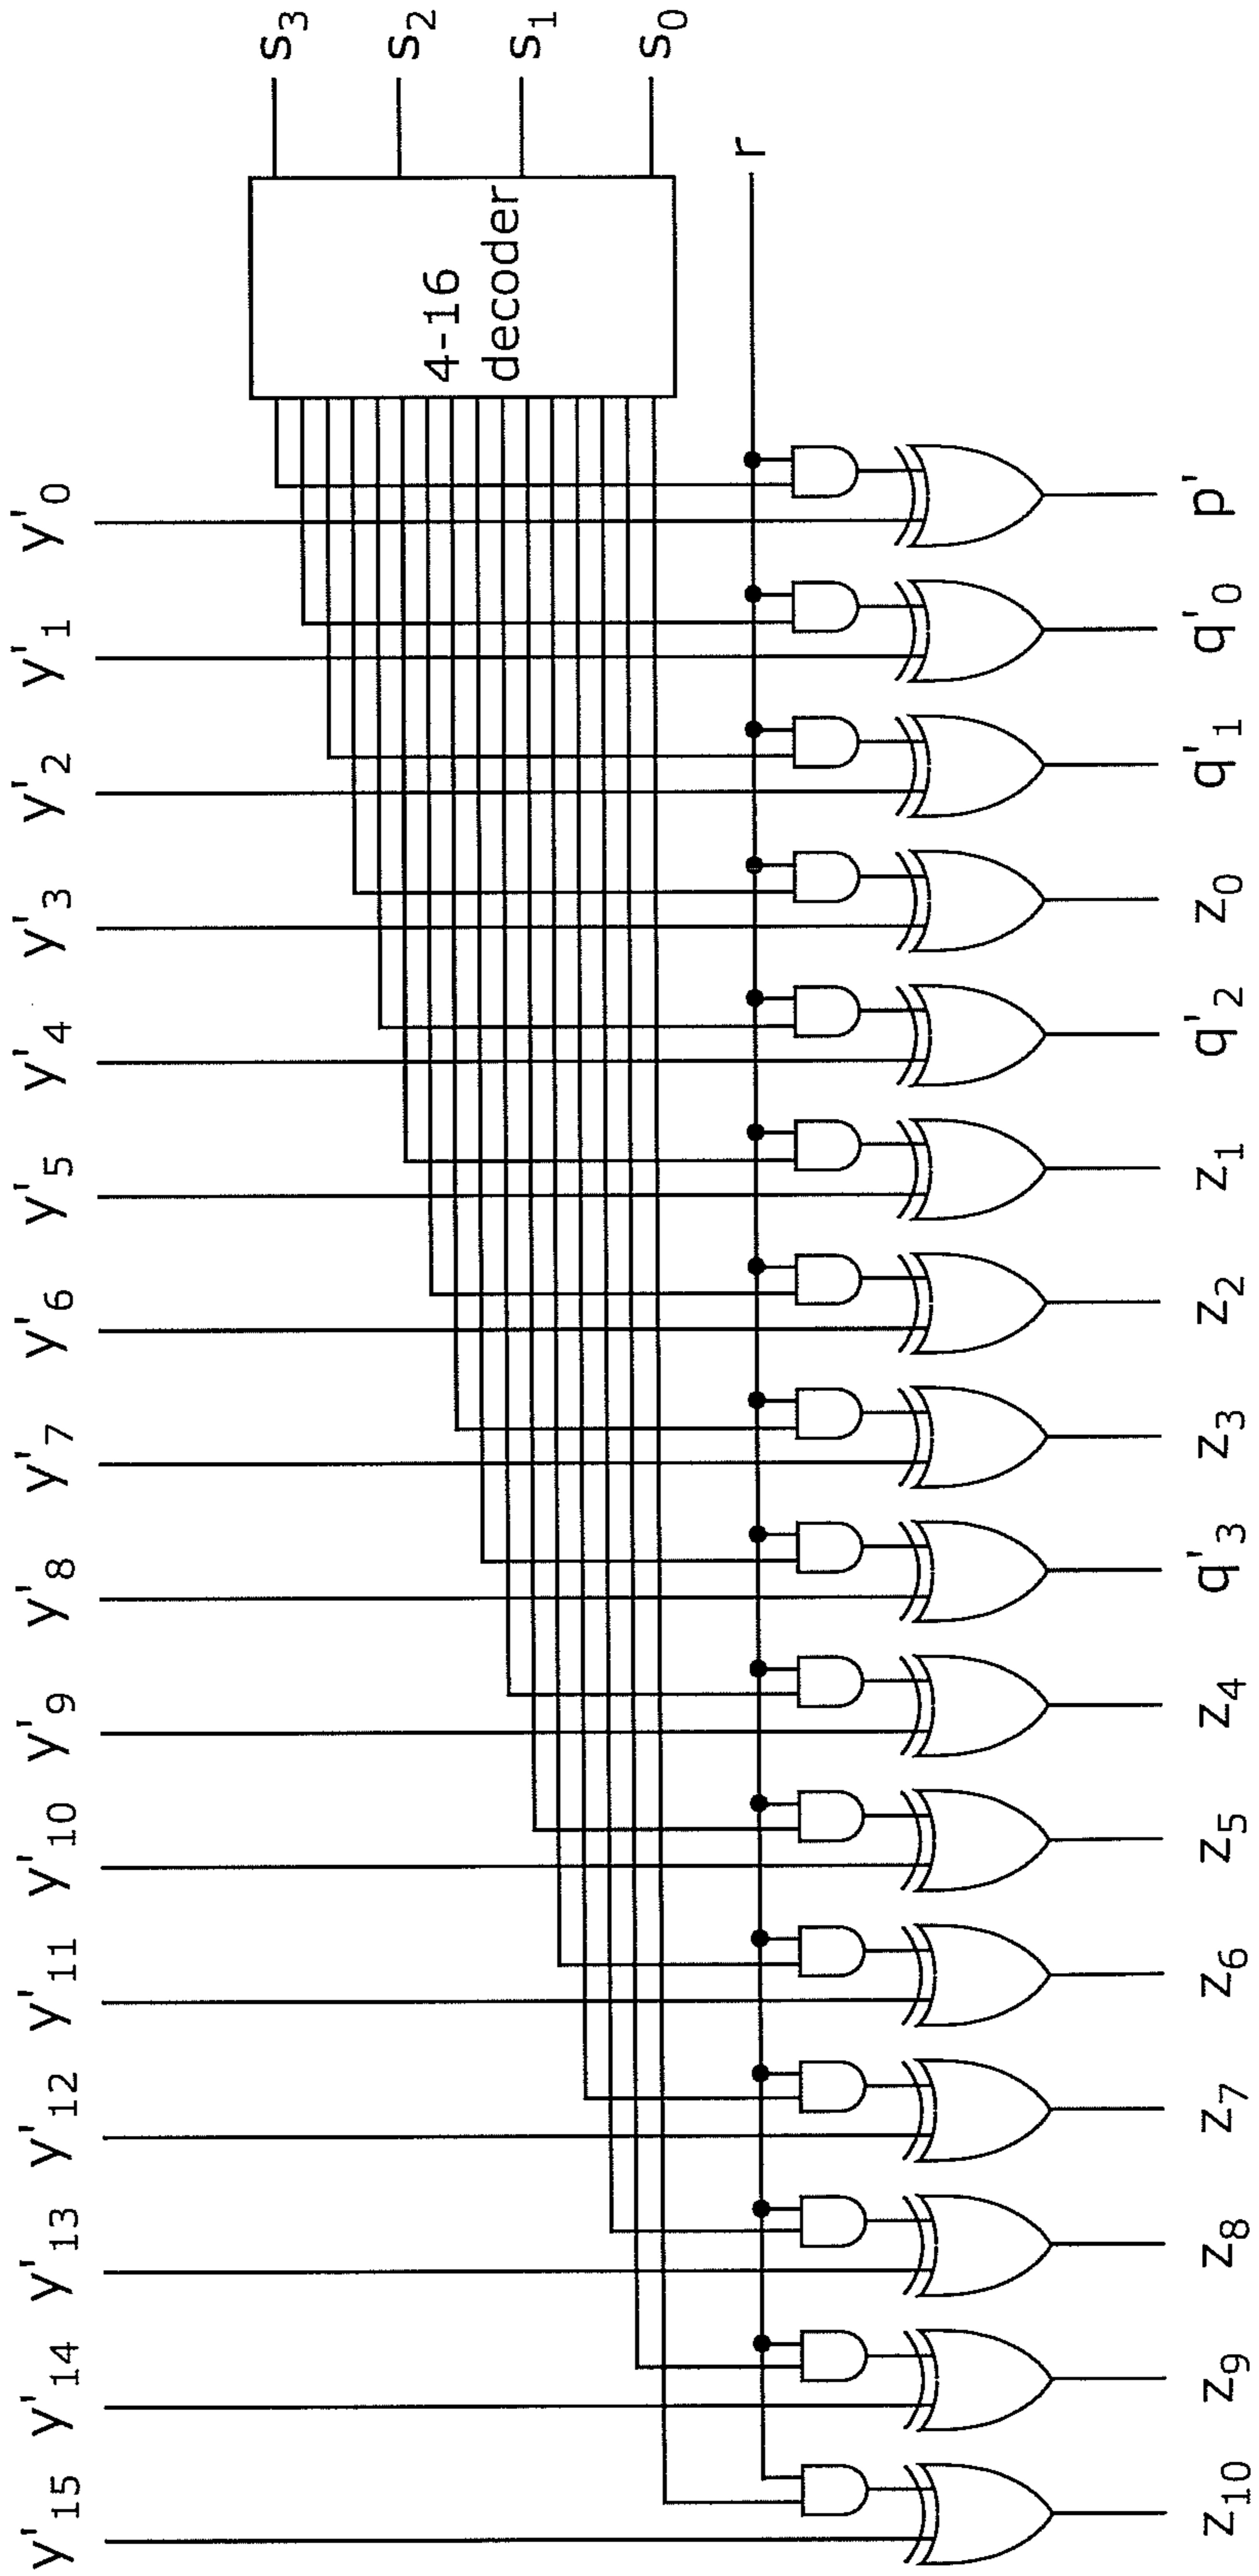 y'15 y'14 y'13 y'12 y'11 y'10 y'9 y'8 y'7 y'6 y'5 y'4 y'3 y'2 y'1 y'0
s3
s2
s1
s0
4-16
decoder
r
z10 z9 z8 z7 z6 z5 z4 q'3 z3 z2 z1 q'2 z0 q'1 q'0 p'